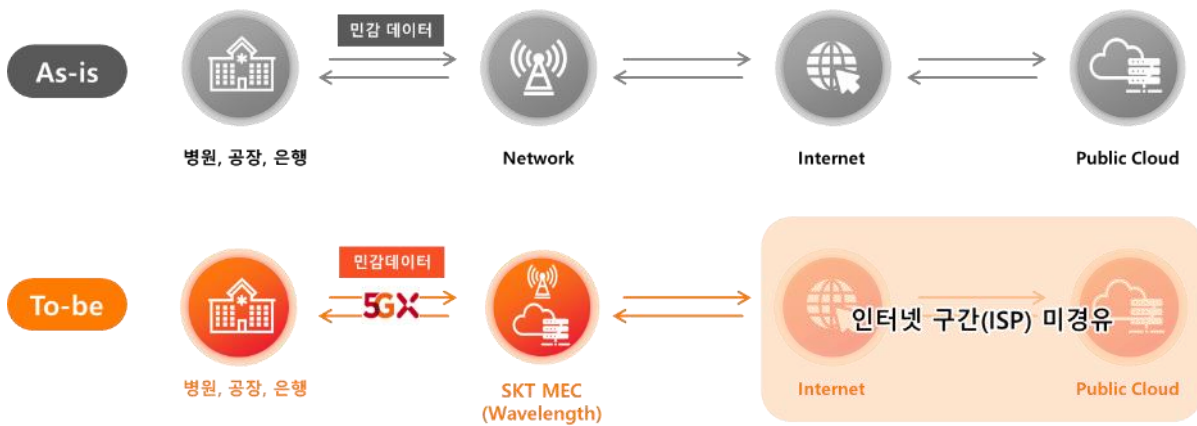 민감 데이터
As-is
병원, 공장, 은행
Network
Internet
Public Cloud
민감데이터
To-be
5GX
인터넷 구간(ISP) 미경유
병원, 공장, 은행
SKT MEC
(Wavelength)
Internet
Public Cloud